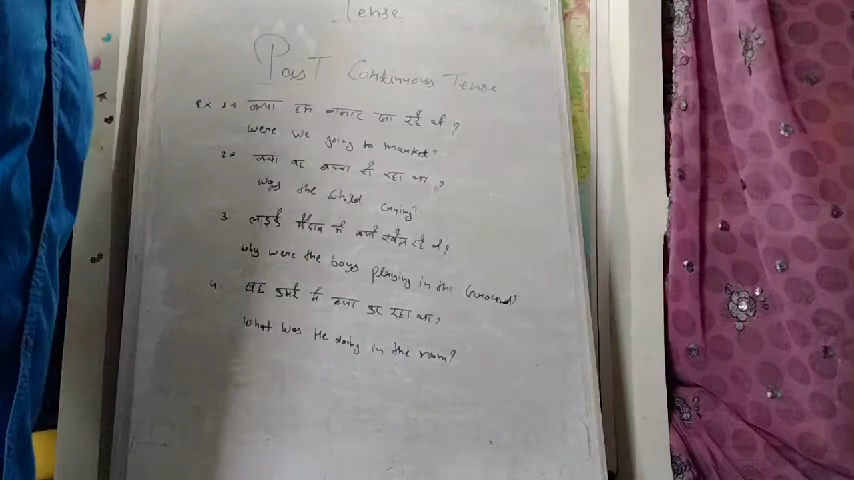 Tense
Past Continuous Tense
Ex 1→ क्या हम बाजार जा रहे थे?
were we going to market?
2→ क्या वह बच्चा रो रहा था?
was the child crying?
3. लड़के मैदान में क्यों खेल रहे थे?
why were the boys playing in the Ground?
4. वह कमरे में क्या कर रहा था?
What was He doing in the room?